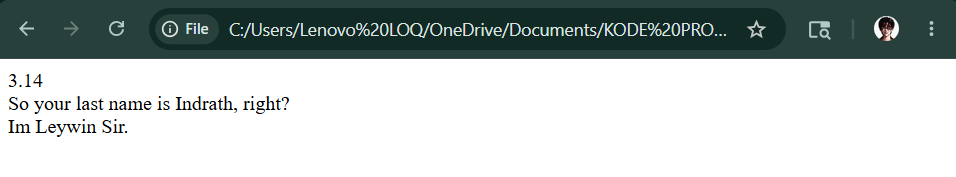 File
C:/Users/Lenovo%20LOQ/OneDrive/Documents/KODE%20PRO...
3.14
So your last name is Indrath, right?
Im Leywin Sir.